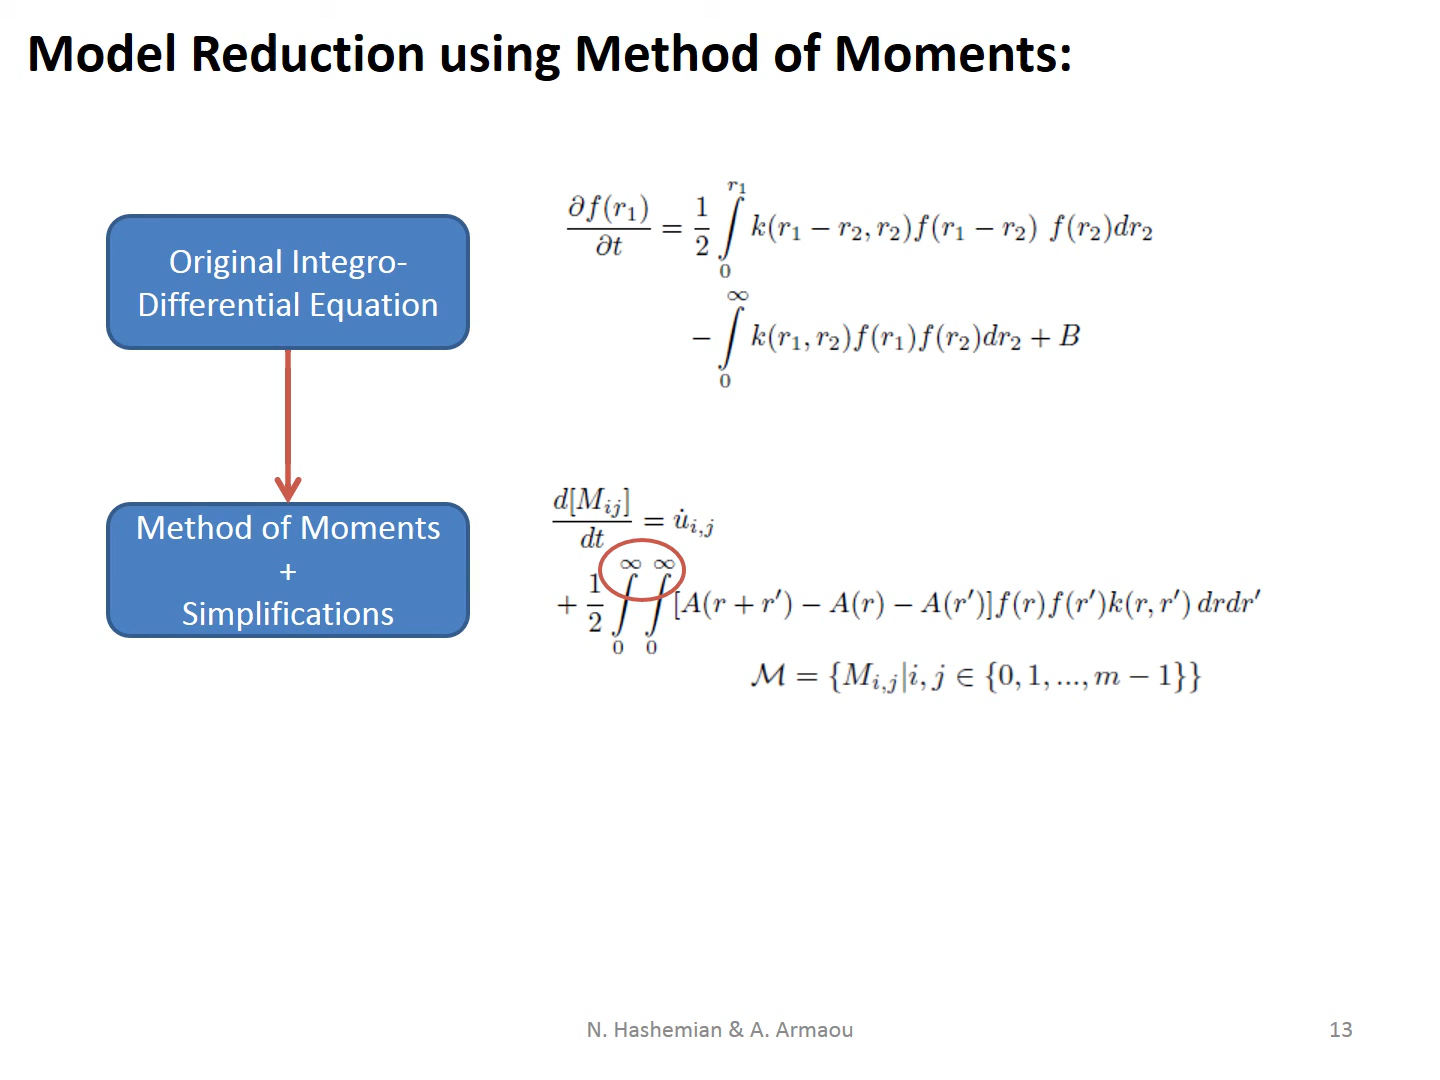 Model Reduction using Method of Moments:
Original Integro-
Differential Equation
∂f(r₁)/∂t = 1/2 ∫₀^{r₁} k(r₁ − r₂, r₂)f(r₁ − r₂) f(r₂)dr₂
− ∫₀^∞ k(r₁, r₂)f(r₁)f(r₂)dr₂ + B
Method of Moments
+
Simplifications
d[M_{ij}]/dt = u̇_{i,j}
+ 1/2 ∫₀^∞ ∫₀^∞ [A(r + r′) − A(r) − A(r′)]f(r)f(r′)k(r, r′) drdr′
ℳ = {M_{i,j}|i, j ∈ {0, 1, ..., m − 1}}
N. Hashemian & A. Armaou
13